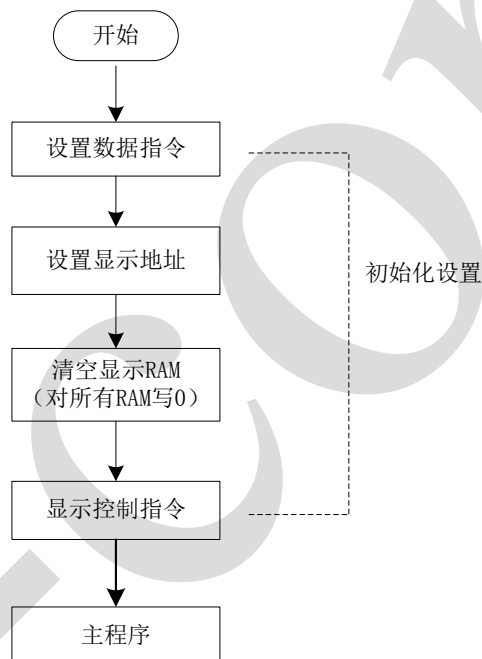 开始
设置数据指令
设置显示地址
初始化设置
清空显示RAM
（对所有RAM写0）
显示控制指令
主程序